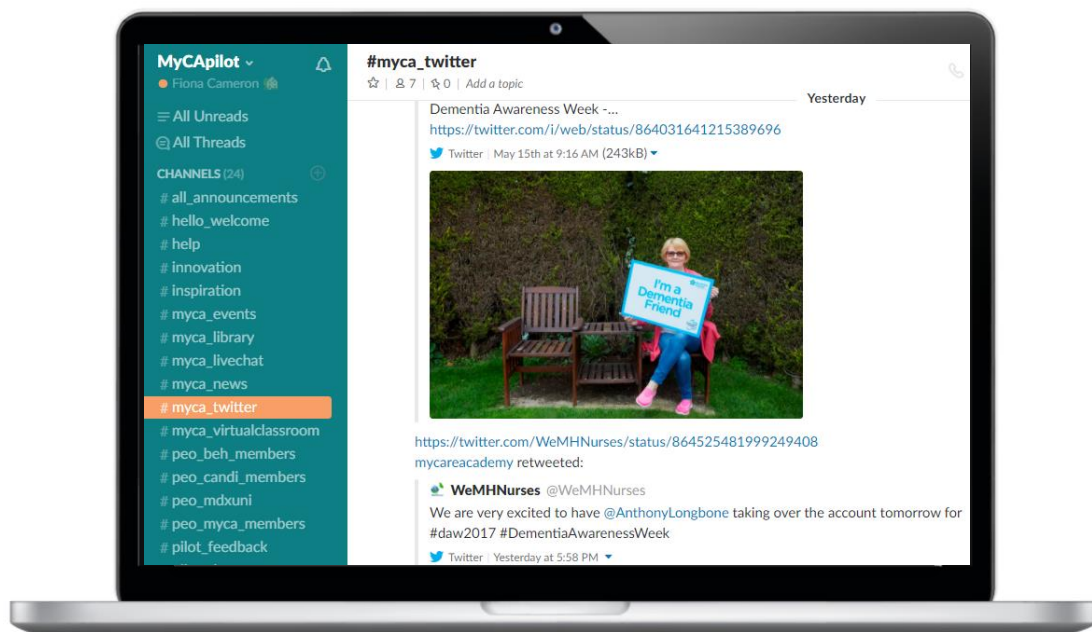 MyCApilot
Fiona Cameron
All Unreads
All Threads
CHANNELS (24)
# all_announcements
# hello_welcome
# help
# innovation
# inspiration
# myca_events
# myca_library
# myca_livechat
# myca_news
# myca_twitter
# myca_virtualclassroom
# peo_beh_members
# peo_candi_members
# peo_mdxuni
# peo_myca_members
# pilot_feedback
#myca_twitter
7 | 0 | Add a topic
Yesterday
Dementia Awareness Week -...
https://twitter.com/i/web/status/864031641215389696
Twitter | May 15th at 9:16 AM (243kB)
I'm a
Dementia
Friend
https://twitter.com/WeMHNurses/status/864525481999249408
mycareacademy retweeted:
WeMHNurses @WeMHNurses
We are very excited to have @AnthonyLongbone taking over the account tomorrow for
#daw2017 #DementiaAwarenessWeek
Twitter | Yesterday at 5:58 PM